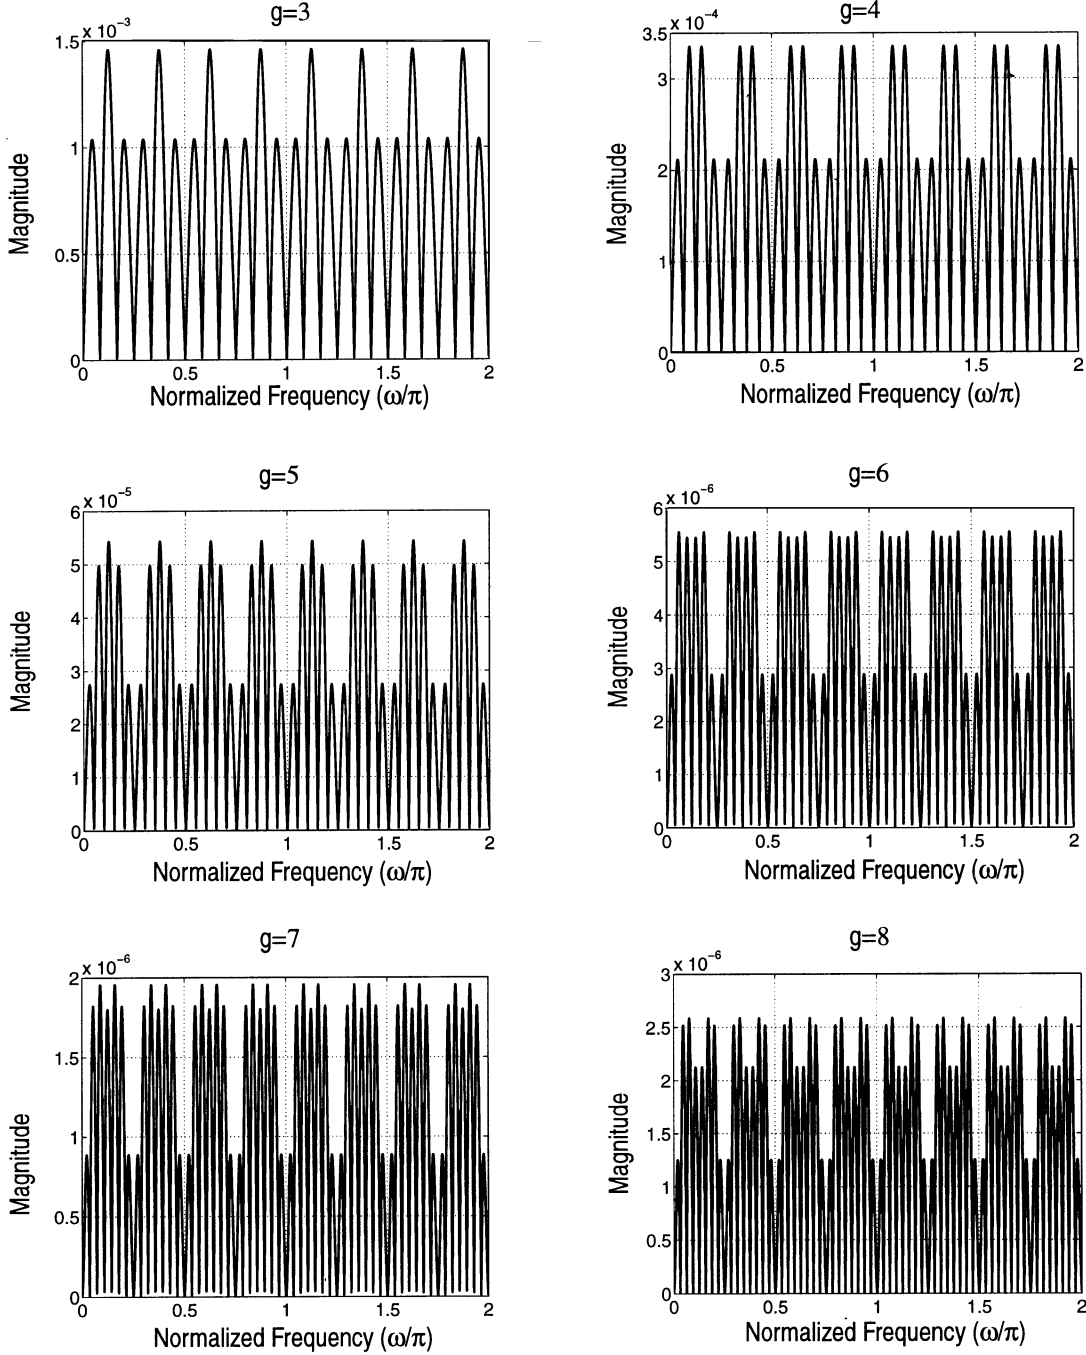 g=3
x 10⁻³
1.5
1
0.5
0
Magnitude
0 0.5 1 1.5 2
Normalized Frequency (ω/π)
g=4
x 10⁻⁴
3.5
3
2
1
0
Magnitude
0 0.5 1 1.5 2
Normalized Frequency (ω/π)
g=5
x 10⁻⁵
6
5
4
3
2
1
0
Magnitude
0 0.5 1 1.5 2
Normalized Frequency (ω/π)
g=6
x 10⁻⁶
6
5
4
3
2
1
0
Magnitude
0 0.5 1 1.5 2
Normalized Frequency (ω/π)
g=7
x 10⁻⁶
2
1.5
1
0.5
0
Magnitude
0 0.5 1 1.5 2
Normalized Frequency (ω/π)
g=8
x 10⁻⁶
3
2.5
2
1.5
1
0.5
0
Magnitude
0 0.5 1 1.5 2
Normalized Frequency (ω/π)